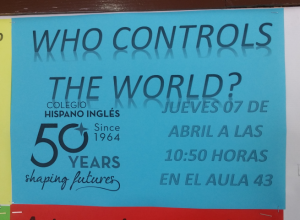 WHO CONTROLS
THE WORLD?
COLEGIO
HISPANO INGLÉS
50 Since
1964
YEARS
shaping futures
JUEVES 07 DE
ABRIL A LAS
10:50 HORAS
EN EL AULA 43